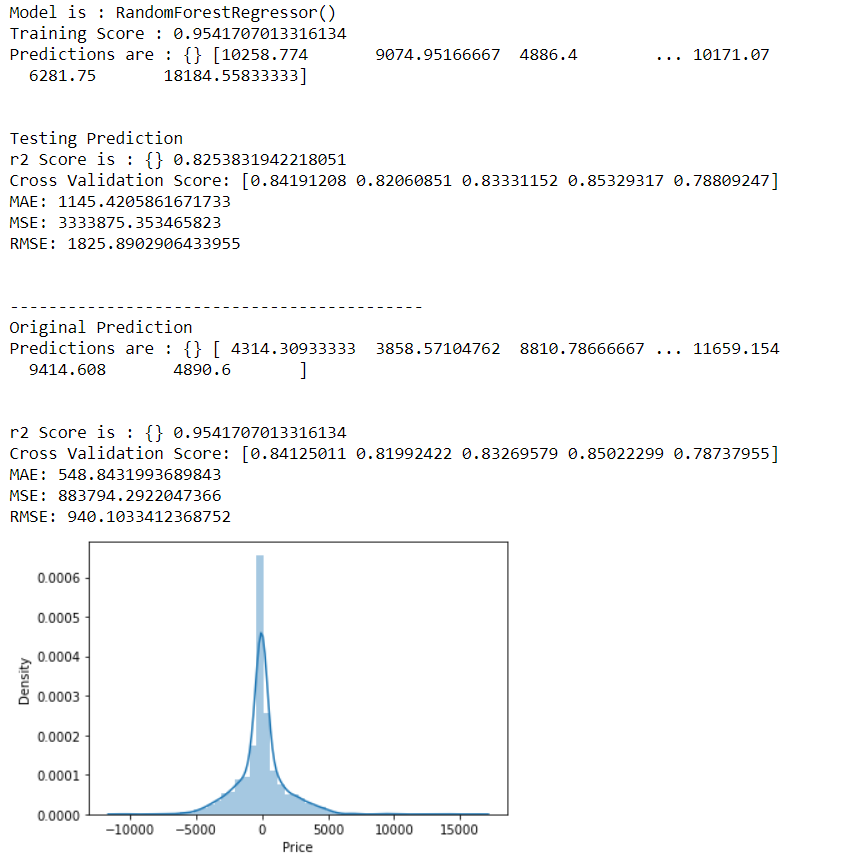 Model is : RandomForestRegressor()
Training Score : 0.9541707013316134
Predictions are : {} [10258.774       9074.95166667  4886.4        ... 10171.07
  6281.75       18184.55833333]
Testing Prediction
r2 Score is : {} 0.8253831942218051
Cross Validation Score: [0.84191208 0.82060851 0.83331152 0.85329317 0.78809247]
MAE: 1145.4205861671733
MSE: 3333875.353465823
RMSE: 1825.8902906433955
-------------------------------------------
Original Prediction
Predictions are : {} [ 4314.30933333  3858.57104762  8810.78666667 ... 11659.154
  9414.608       4890.6       ]
r2 Score is : {} 0.9541707013316134
Cross Validation Score: [0.84125011 0.81992422 0.83269579 0.85022299 0.78737955]
MAE: 548.8431993689843
MSE: 883794.2922047366
RMSE: 940.1033412368752
0.0006
0.0005
0.0004
0.0003
0.0002
0.0001
0.0000
Density
−10000 −5000 0 5000 10000 15000
Price